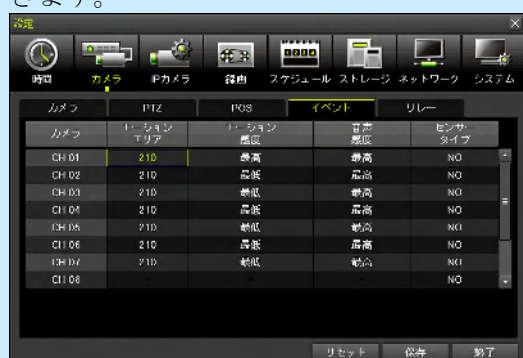 きます。
設定
時間 カメラ IPカメラ 録画 スケジュール ストレージ ネットワーク システム
カメラ PTZ POS イベント リレー
カメラ モーション エリア モーション 感度 音声 感度 センサー タイプ
CH 01 210 最高 最高 NO
CH 02 210 最低 最高 NO
CH 03 210 最低 最高 NO
CH 04 210 最低 最高 NO
CH 05 210 最低 最高 NO
CH 06 210 最低 最高 NO
CH 07 210 最低 最高 NO
CH 08 - - - NO
リセット 保存 終了